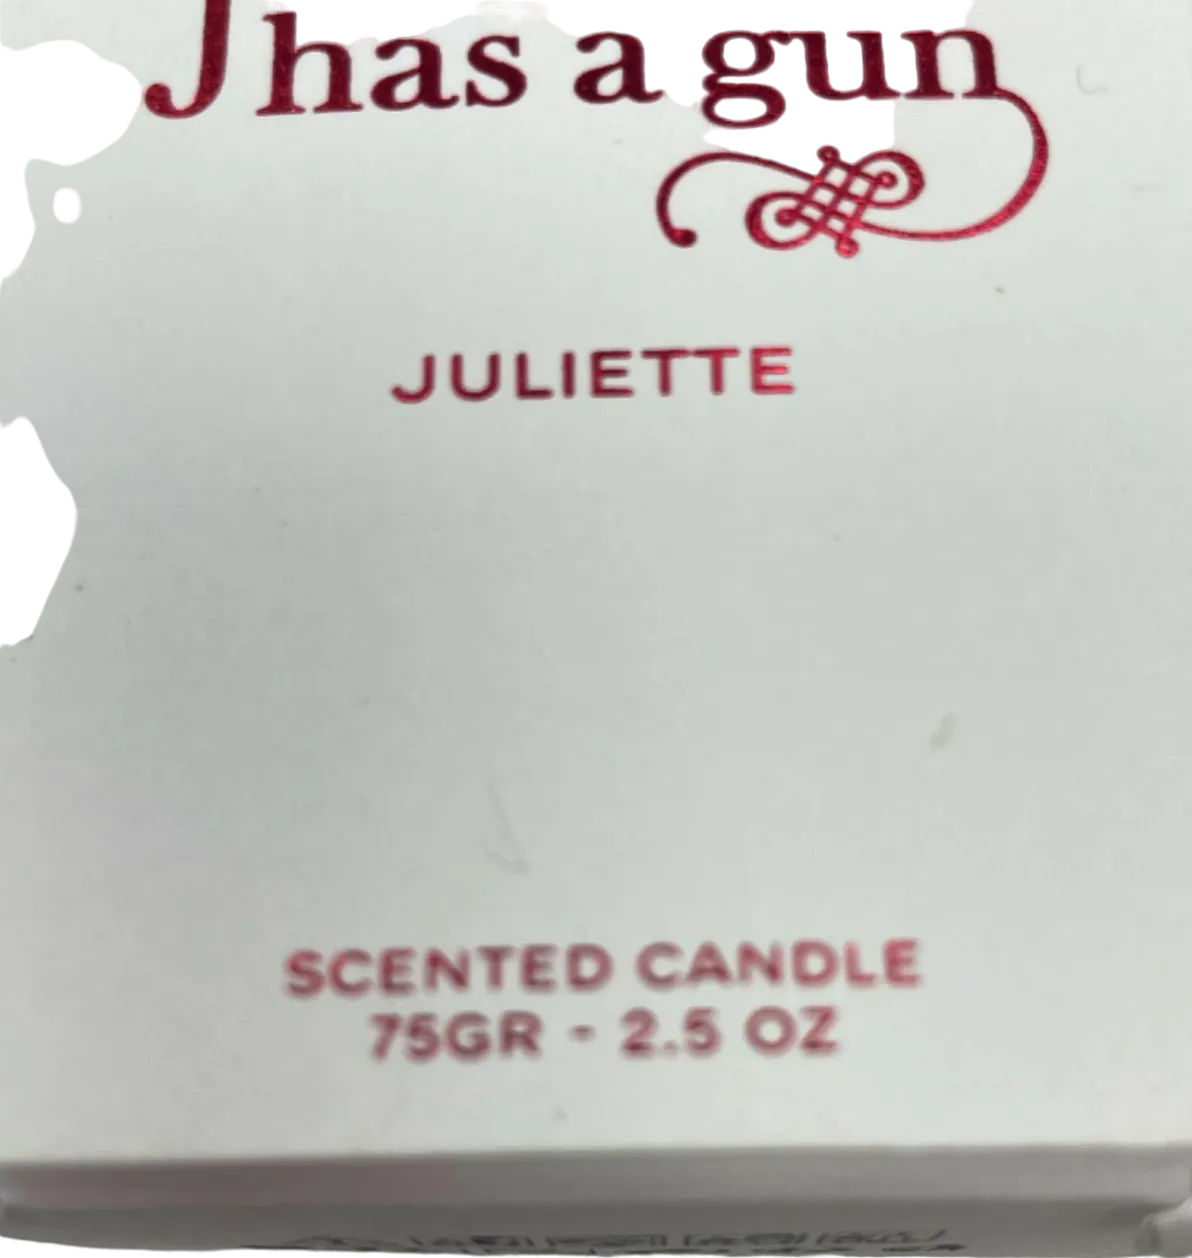 J has a gun
JULIETTE
SCENTED CANDLE
75GR - 2.5 OZ